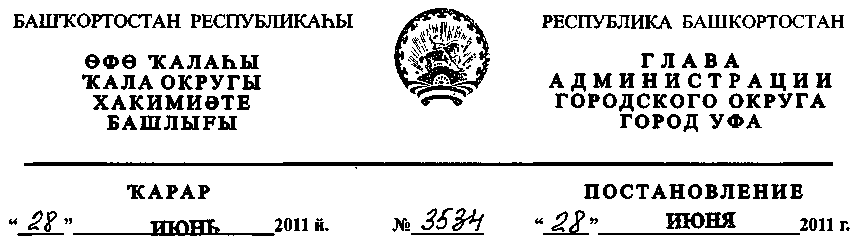 БАШҠОРТОСТАН РЕСПУБЛИКАҺЫ
ӨФӨ ҠАЛАҺЫ
ҠАЛА ОКРУГЫ
ХАКИМИӘТЕ
БАШЛЫҒЫ
РЕСПУБЛИКА БАШКОРТОСТАН
ГЛАВА
АДМИНИСТРАЦИИ
ГОРОДСКОГО ОКРУГА
ГОРОД УФА
ҠАРАР
ПОСТАНОВЛЕНИЕ
“28” ИЮНЬ 2011 й. № 3534 “28” ИЮНЯ 2011 г.